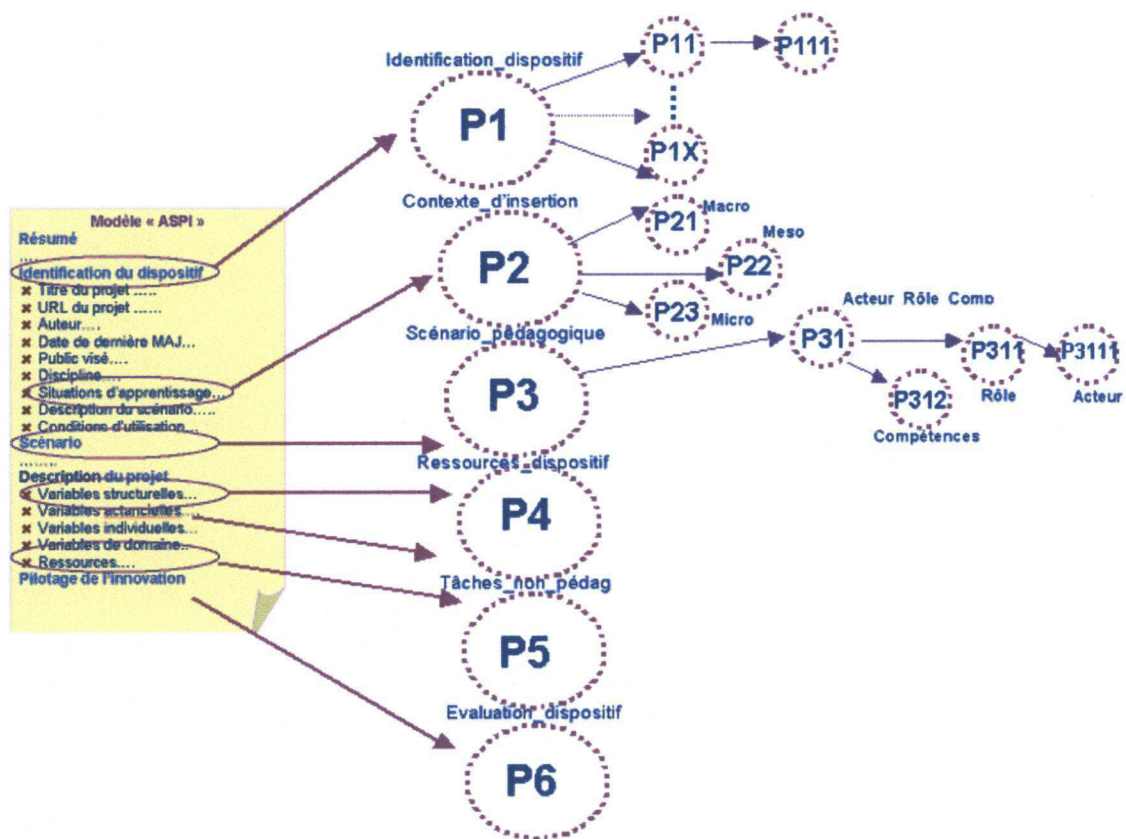 Modèle « ASPI »
Résumé
.....
Identification du dispositif
✖ Titre du projet .....
✖ URL du projet ......
✖ Auteur....
✖ Date de dernière MAJ...
✖ Public visé....
✖ Discipline....
✖ Situations d'apprentissage...
✖ Description du scénario.....
✖ Conditions d'utilisation...
Scénario
........
Description du projet
✖ Variables structurelles...
✖ Variables actancielles....
✖ Variables individuelles...
✖ Variables de domaine..
✖ Ressources....
Pilotage de l'innovation
Identification_dispositif
P1
P11
P111
P1X
Contexte_d'insertion
P2
P21
Macro
P22
Meso
P23
Micro
Scénario_pédagogique
P3
Acteur Rôle Comp
P31
P311
Rôle
P3111
Acteur
P312
Compétences
Ressources_dispositif
P4
Tâches_non_pédag
P5
Evaluation_dispositif
P6